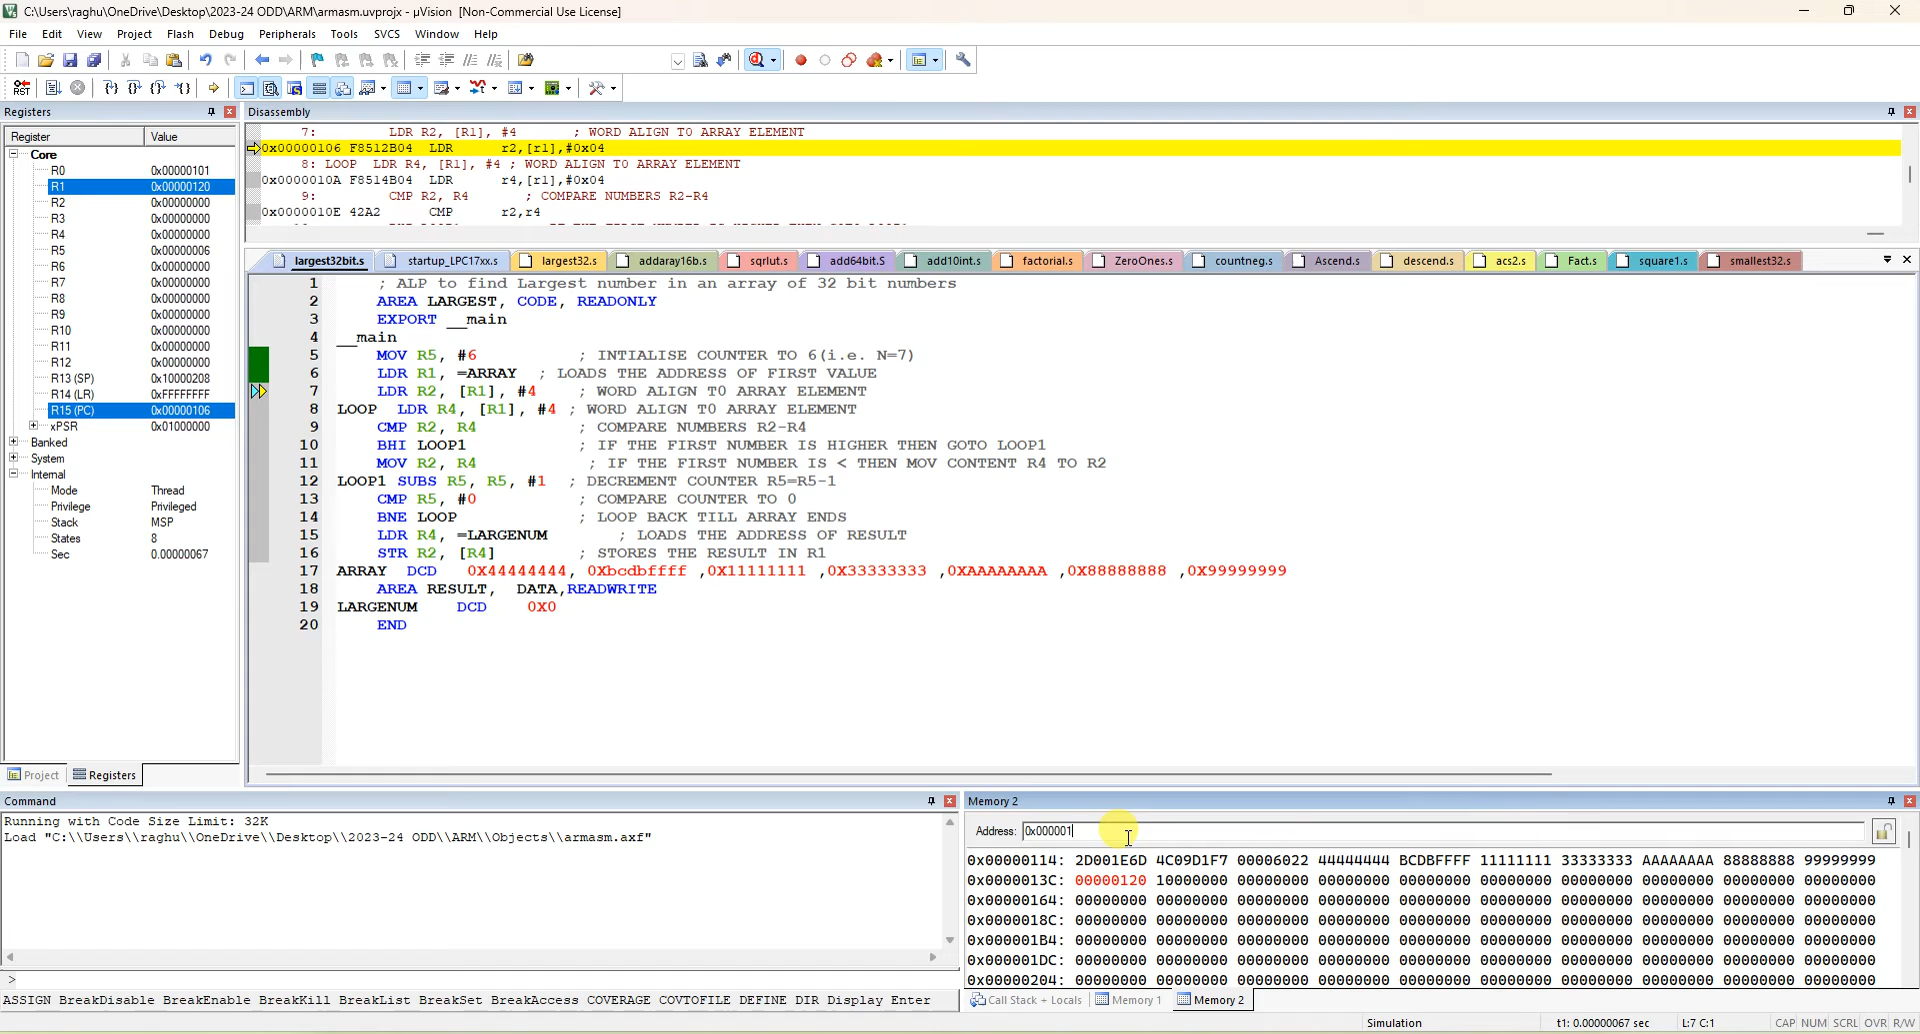 C:\Users\raghu\OneDrive\Desktop\2023-24 ODD\ARM\armasm.uvprojx - µVision [Non-Commercial Use License]
File Edit View Project Flash Debug Peripherals Tools SVCS Window Help
Registers
Register Value
Core
R0 0x00000101
R1 0x00000120
R2 0x00000000
R3 0x00000000
R4 0x00000000
R5 0x00000006
R6 0x00000000
R7 0x00000000
R8 0x00000000
R9 0x00000000
R10 0x00000000
R11 0x00000000
R12 0x00000000
R13 (SP) 0x10000208
R14 (LR) 0xFFFFFFFF
R15 (PC) 0x00000106
xPSR 0x01000000
Banked
System
Internal
Mode Thread
Privilege Privileged
Stack MSP
States 8
Sec 0.00000067
Project Registers
Disassembly
7: LDR R2, [R1], #4 ; WORD ALIGN T0 ARRAY ELEMENT
0x00000106 F8512B04 LDR r2,[r1],#0x04
8: LOOP LDR R4, [R1], #4 ; WORD ALIGN T0 ARRAY ELEMENT
0x0000010A F8514B04 LDR r4,[r1],#0x04
9: CMP R2, R4 ; COMPARE NUMBERS R2-R4
0x0000010E 42A2 CMP r2,r4
largest32bit.s startup_LPC17xx.s largest32.s addaray16b.s sqrlut.s add64bit.S add10int.s factorial.s ZeroOnes.s countneg.s Ascend.s descend.s acs2.s Fact.s square1.s smallest32.s
1 ; ALP to find Largest number in an array of 32 bit numbers
2 AREA LARGEST, CODE, READONLY
3 EXPORT __main
4 __main
5 MOV R5, #6 ; INTIALISE COUNTER TO 6(i.e. N=7)
6 LDR R1, =ARRAY ; LOADS THE ADDRESS OF FIRST VALUE
7 LDR R2, [R1], #4 ; WORD ALIGN T0 ARRAY ELEMENT
8 LOOP LDR R4, [R1], #4 ; WORD ALIGN T0 ARRAY ELEMENT
9 CMP R2, R4 ; COMPARE NUMBERS R2-R4
10 BHI LOOP1 ; IF THE FIRST NUMBER IS HIGHER THEN GOTO LOOP1
11 MOV R2, R4 ; IF THE FIRST NUMBER IS < THEN MOV CONTENT R4 TO R2
12 LOOP1 SUBS R5, R5, #1 ; DECREMENT COUNTER R5=R5-1
13 CMP R5, #0 ; COMPARE COUNTER TO 0
14 BNE LOOP ; LOOP BACK TILL ARRAY ENDS
15 LDR R4, =LARGENUM ; LOADS THE ADDRESS OF RESULT
16 STR R2, [R4] ; STORES THE RESULT IN R1
17 ARRAY DCD 0X44444444, 0Xbcdbffff ,0X11111111 ,0X33333333 ,0XAAAAAAAA ,0X88888888 ,0X99999999
18 AREA RESULT, DATA,READWRITE
19 LARGENUM DCD 0X0
20 END
Command
Running with Code Size Limit: 32K
Load "C:\\Users\\raghu\\OneDrive\\Desktop\\2023-24 ODD\\ARM\\Objects\\armasm.axf"
>
ASSIGN BreakDisable BreakEnable BreakKill BreakList BreakSet BreakAccess COVERAGE COVTOFILE DEFINE DIR Display Enter
Memory 2
Address: 0x000001
0x00000114: 2D001E6D 4C09D1F7 00006022 44444444 BCDBFFFF 11111111 33333333 AAAAAAAA 88888888 99999999
0x0000013C: 00000120 10000000 00000000 00000000 00000000 00000000 00000000 00000000 00000000 00000000
0x00000164: 00000000 00000000 00000000 00000000 00000000 00000000 00000000 00000000 00000000 00000000
0x0000018C: 00000000 00000000 00000000 00000000 00000000 00000000 00000000 00000000 00000000 00000000
0x000001B4: 00000000 00000000 00000000 00000000 00000000 00000000 00000000 00000000 00000000 00000000
0x000001DC: 00000000 00000000 00000000 00000000 00000000 00000000 00000000 00000000 00000000 00000000
0x00000204: 00000000 00000000 00000000 00000000 00000000 00000000 00000000 00000000 00000000 00000000
Call Stack + Locals Memory 1 Memory 2
Simulation t1: 0.00000067 sec L:7 C:1 CAP NUM SCRL OVR R/W